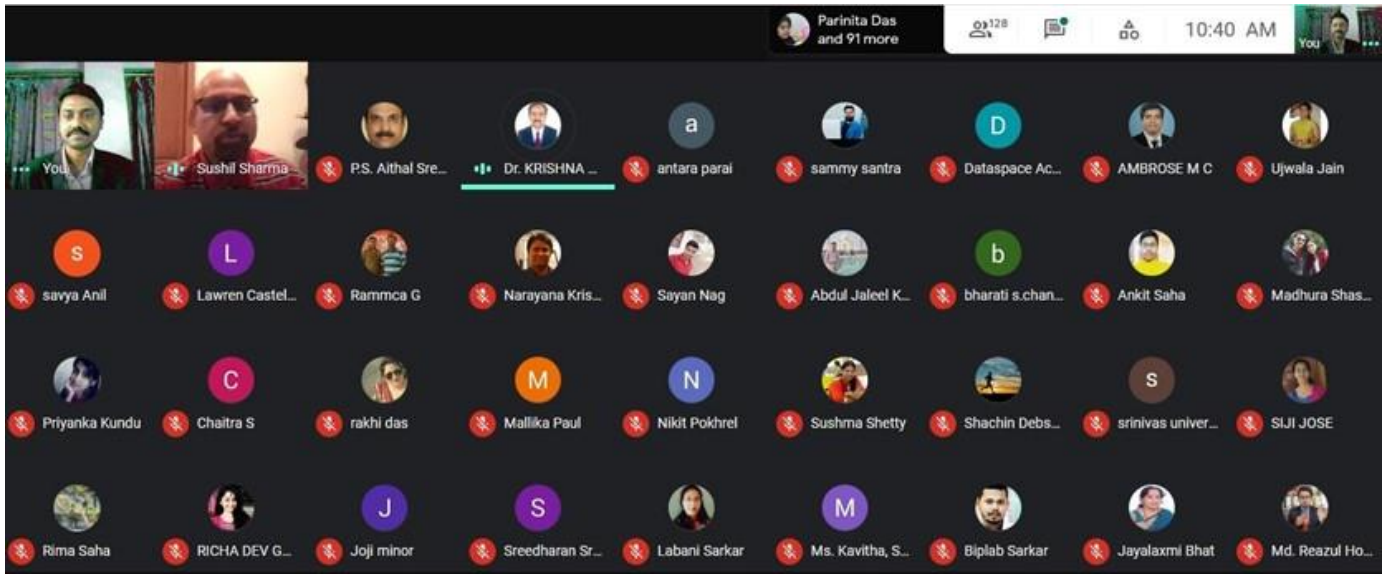 Parinita Das
and 91 more
128
10:40 AM
You
You
Sushil Sharma
P.S. Aithal Sre...
Dr. KRISHNA ...
a
antara parai
sammy santra
D
Dataspace Ac...
AMBROSE M C
Ujwala Jain
s
savya Anil
L
Lawren Castel...
Rammca G
Narayana Kris...
Sayan Nag
Abdul Jaleel K...
b
bharati s.chan...
Ankit Saha
Madhura Shas...
Priyanka Kundu
C
Chaitra S
rakhi das
M
Mallika Paul
N
Nikit Pokhrel
Sushma Shetty
Shachin Debs...
s
srinivas univer...
SIJI JOSE
Rima Saha
RICHA DEV G...
J
Joji minor
S
Sreedharan Sr...
Labani Sarkar
M
Ms. Kavitha, S...
Biplab Sarkar
Jayalaxmi Bhat
Md. Reazul Ho...